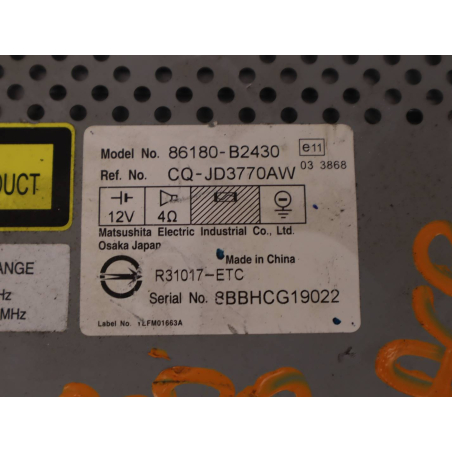 Model No. 86180-B2430
e11
Ref. No. CQ-JD3770AW
03 3868
12V 4Ω
Matsushita Electric Industrial Co., Ltd.
Osaka Japan
Made in China
R31017-ETC
Serial No. 8BBHCG19022
Label No. YLFM01663A
DUCT
ANGE
Hz
MHz